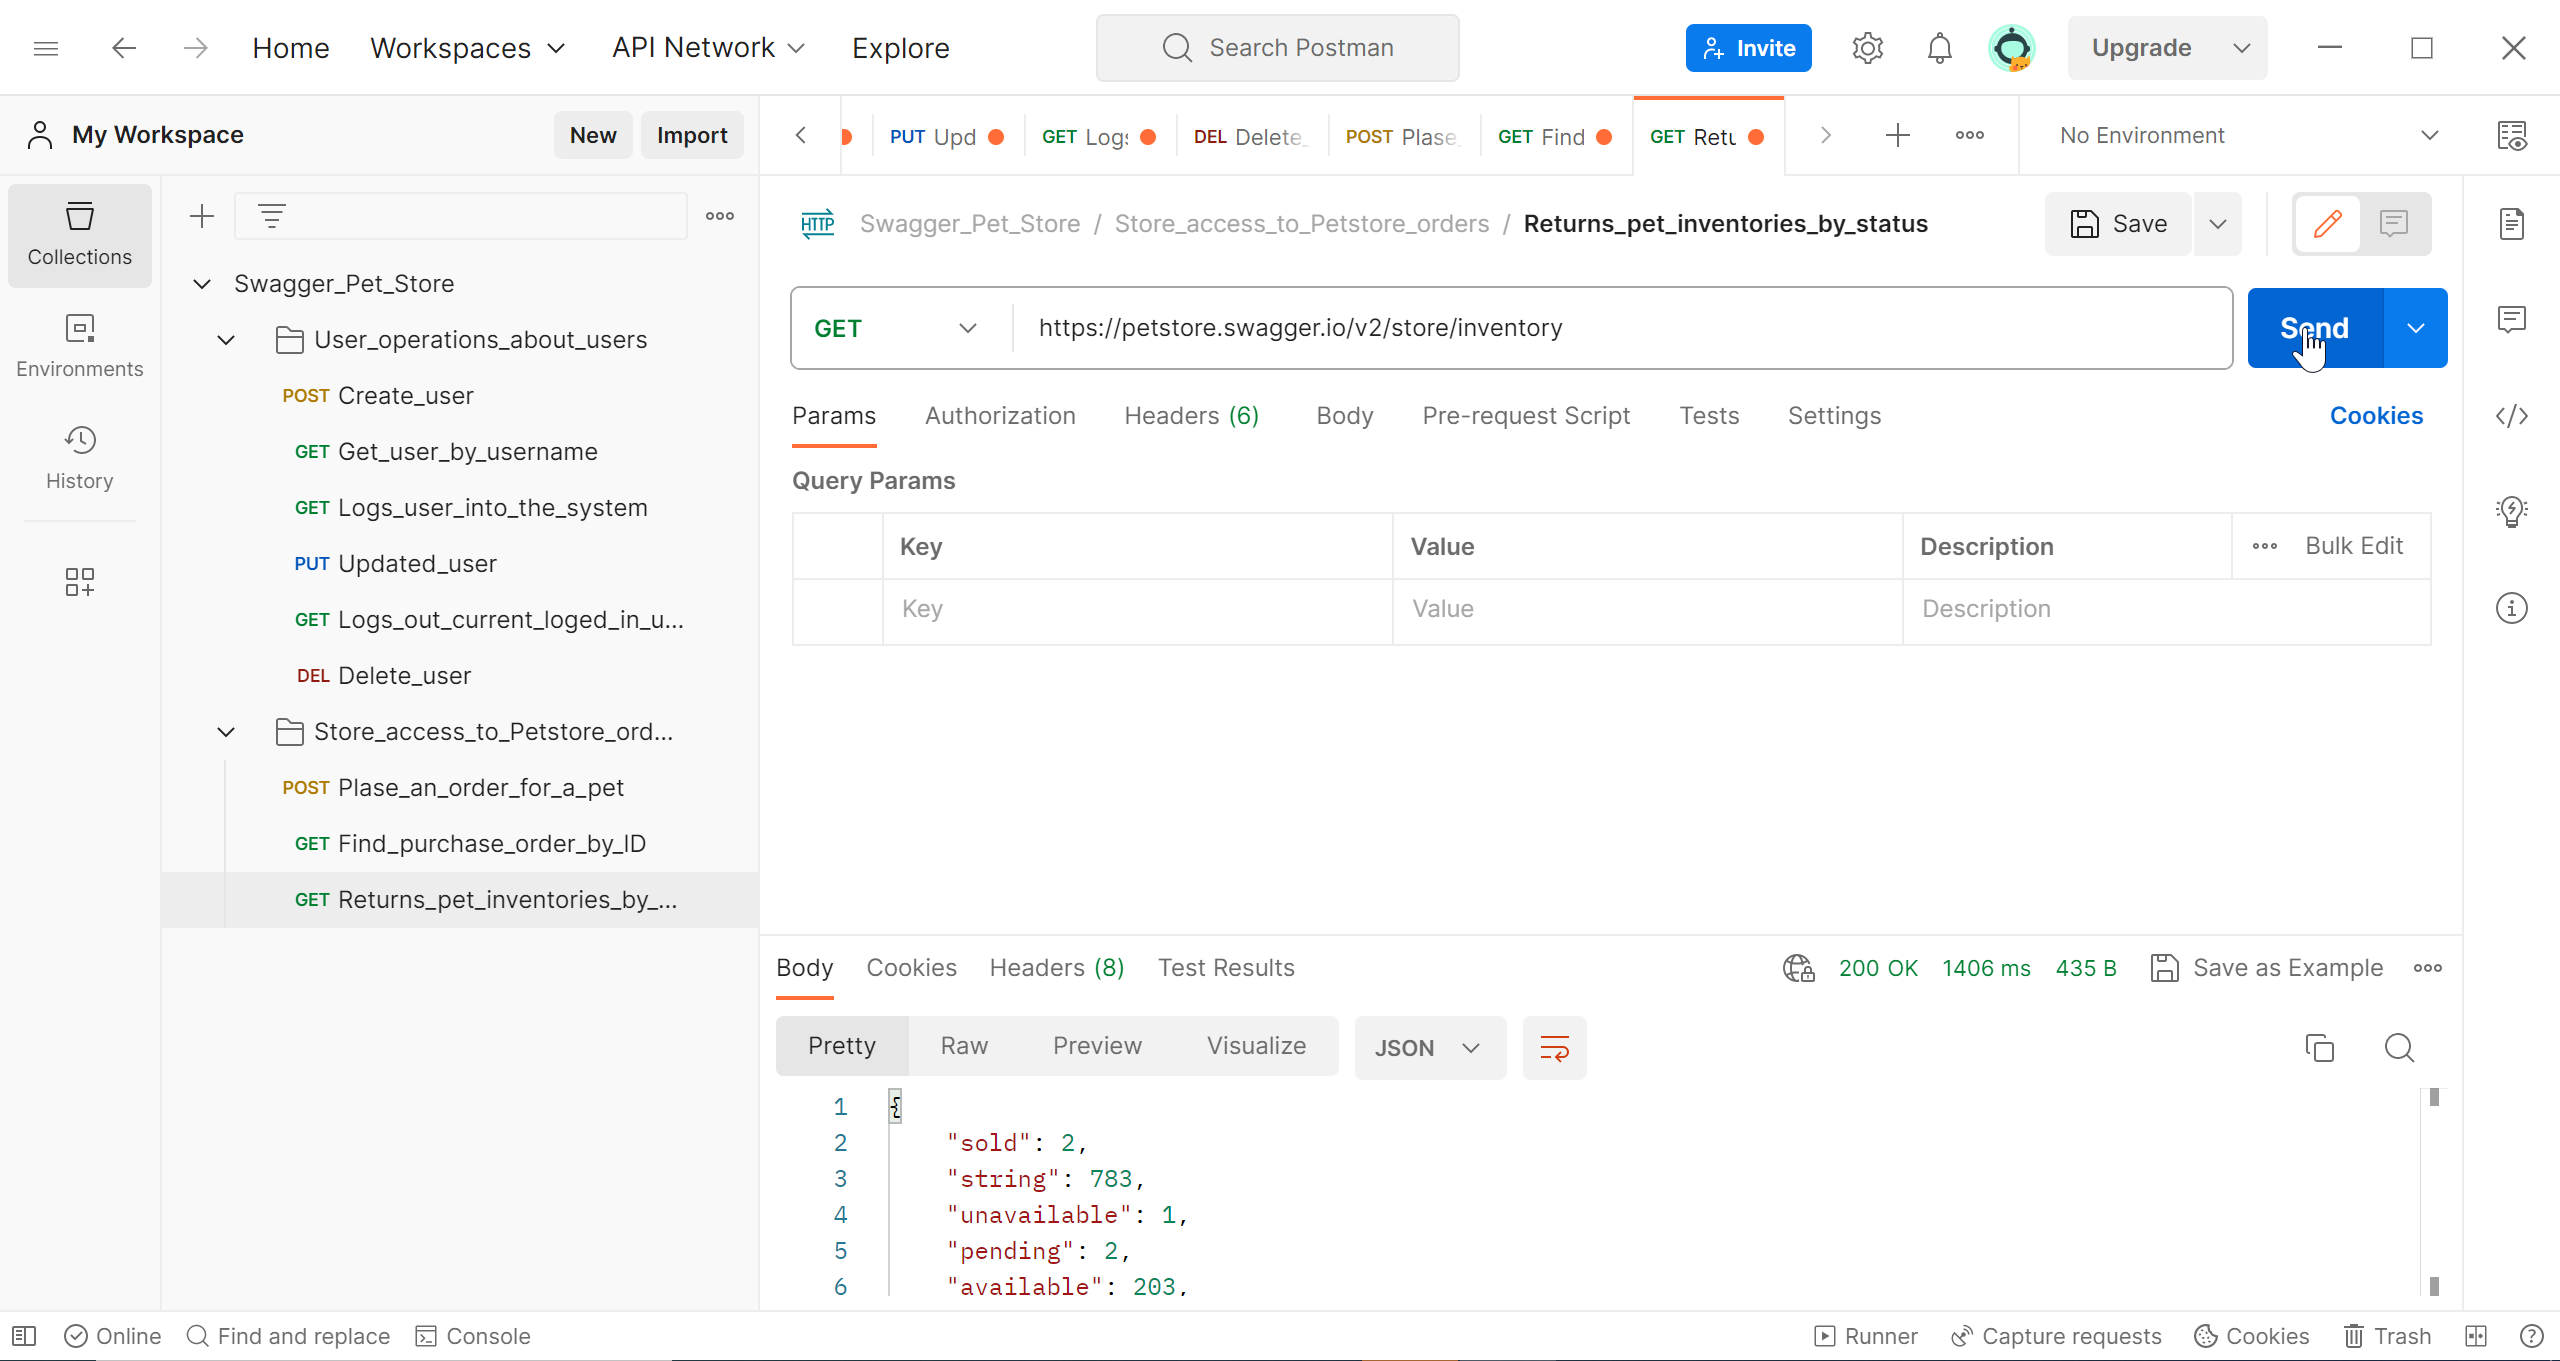 Home Workspaces API Network Explore Search Postman Invite Upgrade
My Workspace New Import PUT Upd GET Logs DEL Delete_ POST Plase_ GET Find GET Retu No Environment
Collections
Environments
History
Swagger_Pet_Store
User_operations_about_users
POST Create_user
GET Get_user_by_username
GET Logs_user_into_the_system
PUT Updated_user
GET Logs_out_current_loged_in_u...
DEL Delete_user
Store_access_to_Petstore_ord...
POST Plase_an_order_for_a_pet
GET Find_purchase_order_by_ID
GET Returns_pet_inventories_by_...
HTTP Swagger_Pet_Store / Store_access_to_Petstore_orders / Returns_pet_inventories_by_status Save
GET https://petstore.swagger.io/v2/store/inventory Send
Params Authorization Headers (6) Body Pre-request Script Tests Settings Cookies
Query Params
Key Value Description Bulk Edit
Key Value Description
Body Cookies Headers (8) Test Results 200 OK 1406 ms 435 B Save as Example
Pretty Raw Preview Visualize JSON
1 {
2 "sold": 2,
3 "string": 783,
4 "unavailable": 1,
5 "pending": 2,
6 "available": 203,
Online Find and replace Console Runner Capture requests Cookies Trash